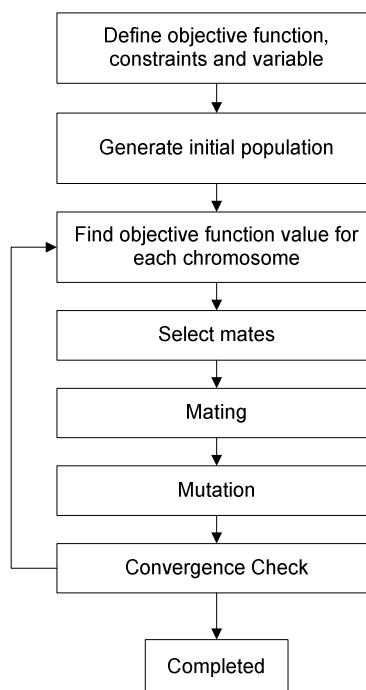 Define objective function,
constraints and variable
Generate initial population
Find objective function value for
each chromosome
Select mates
Mating
Mutation
Convergence Check
Completed